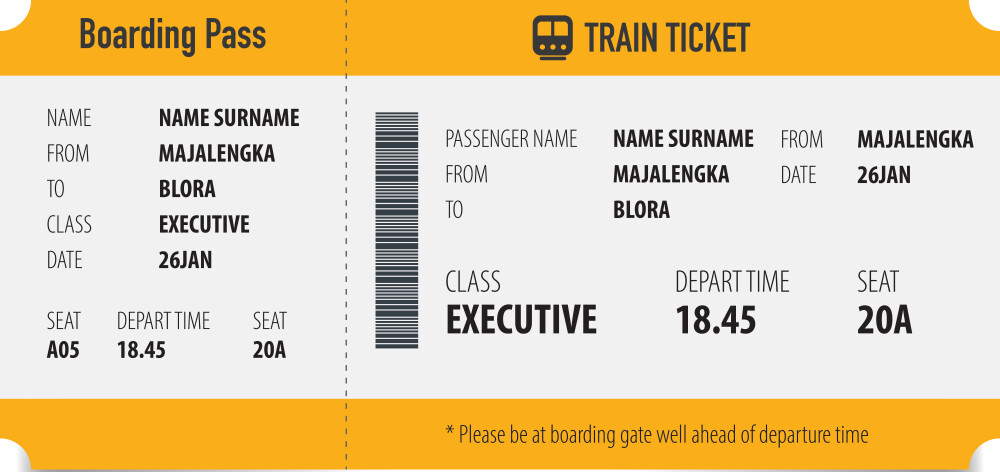 Boarding Pass
NAME NAME SURNAME
FROM MAJALENGKA
TO BLORA
CLASS EXECUTIVE
DATE 26JAN
SEAT DEPART TIME SEAT
A05 18.45 20A
TRAIN TICKET
PASSENGER NAME NAME SURNAME FROM MAJALENGKA
FROM MAJALENGKA DATE 26JAN
TO BLORA
CLASS DEPART TIME SEAT
EXECUTIVE 18.45 20A
* Please be at boarding gate well ahead of departure time